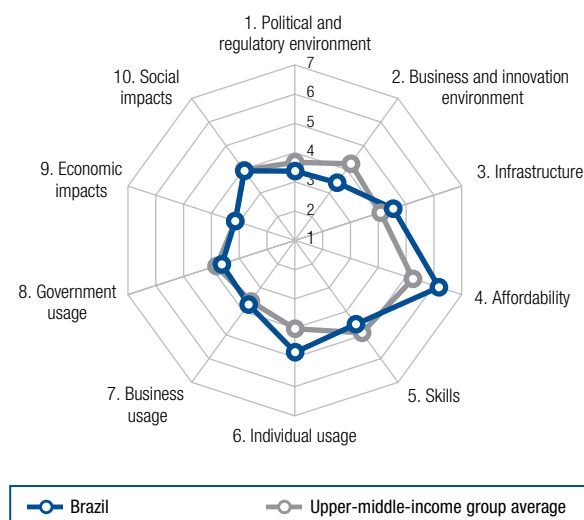 1. Political and
regulatory environment
10. Social
impacts
2. Business and innovation
environment
9. Economic
impacts
3. Infrastructure
8. Government
usage
4. Affordability
7. Business
usage
5. Skills
6. Individual usage
7
6
5
4
3
2
1
Brazil
Upper-middle-income group average